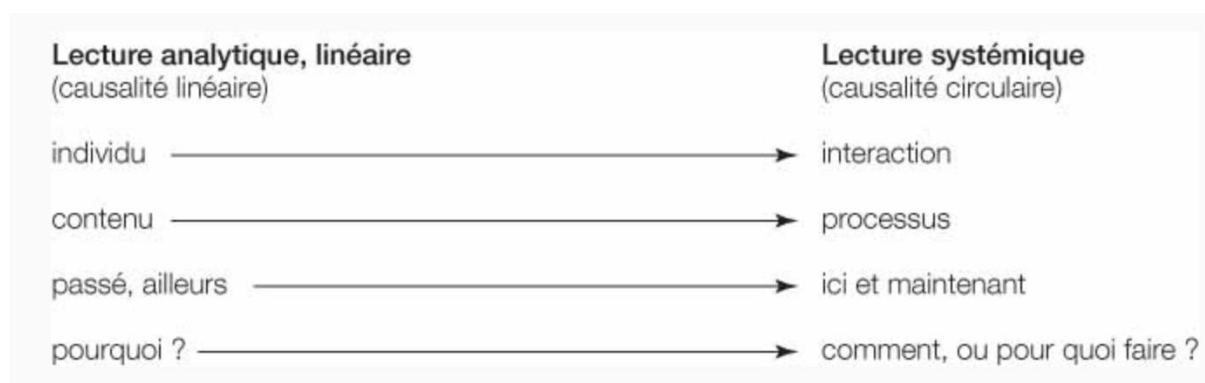 Lecture analytique, linéaire
(causalité linéaire)
Lecture systémique
(causalité circulaire)
individu
interaction
contenu
processus
passé, ailleurs
ici et maintenant
pourquoi ?
comment, ou pour quoi faire ?